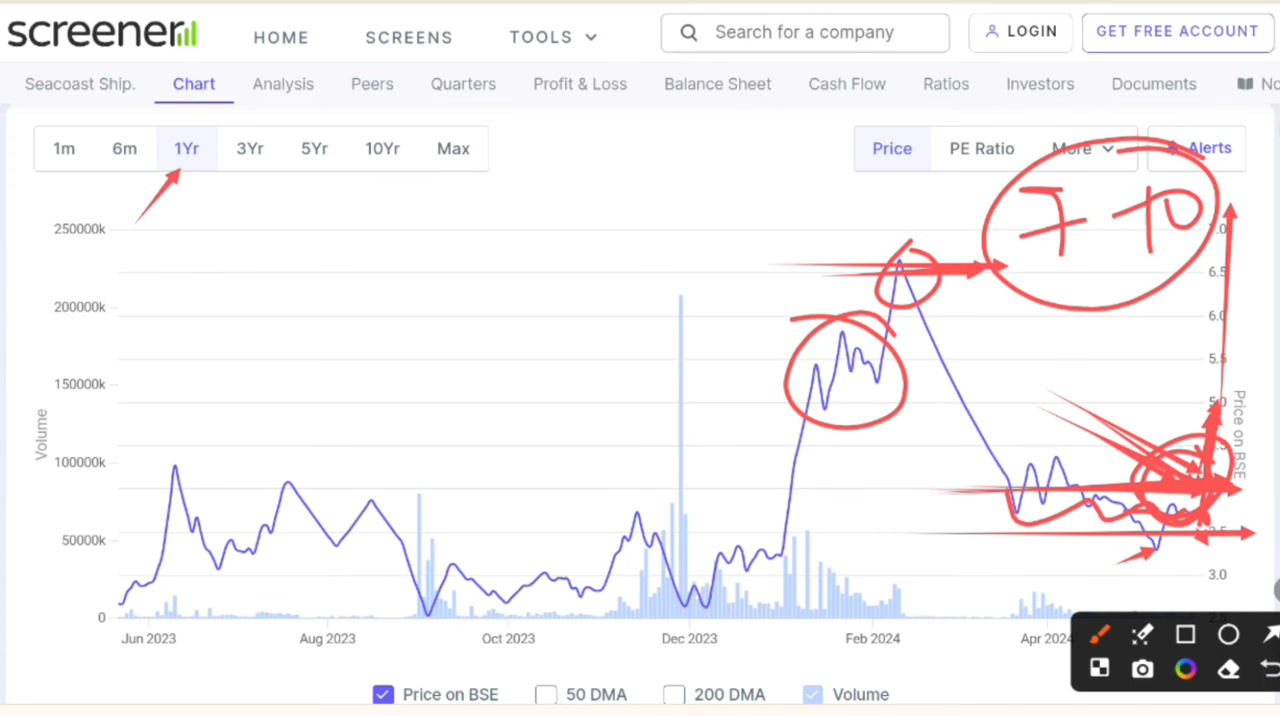 screener
HOME SCREENS TOOLS
Search for a company
LOGIN
GET FREE ACCOUNT
Seacoast Ship. Chart Analysis Peers Quarters Profit & Loss Balance Sheet Cash Flow Ratios Investors Documents No
1m 6m 1Yr 3Yr 5Yr 10Yr Max
Price PE Ratio More Alerts
7-10
250000k
200000k
150000k
100000k
50000k
0
Volume
6.5
6.0
5.5
5.0
3.0
2.5
Price on BSE
Jun 2023 Aug 2023 Oct 2023 Dec 2023 Feb 2024 Apr 2024
Price on BSE 50 DMA 200 DMA Volume